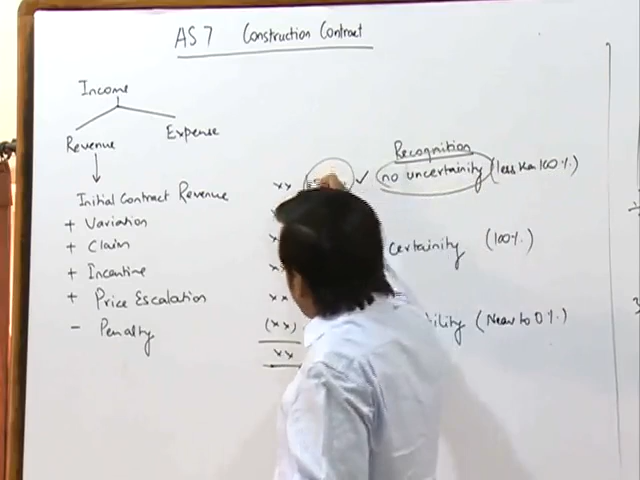 AS 7 Construction Contract
Income
Revenue Expense
Recognition
no uncertainity (less than 100%)
Initial Contract Revenue xx
+ Variation
+ Claim
certainity (100%)
+ Incentive
+ Price Escalation xx
- Penalty (xx)
ility (Near to 0%)
xx